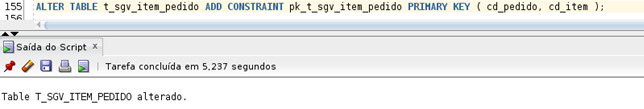 155 ALTER TABLE t_sgv_item_pedido ADD CONSTRAINT pk_t_sgv_item_pedido PRIMARY KEY ( cd_pedido, cd_item );
156
Saída do Script x
Tarefa concluída em 5,237 segundos
Table T_SGV_ITEM_PEDIDO alterado.